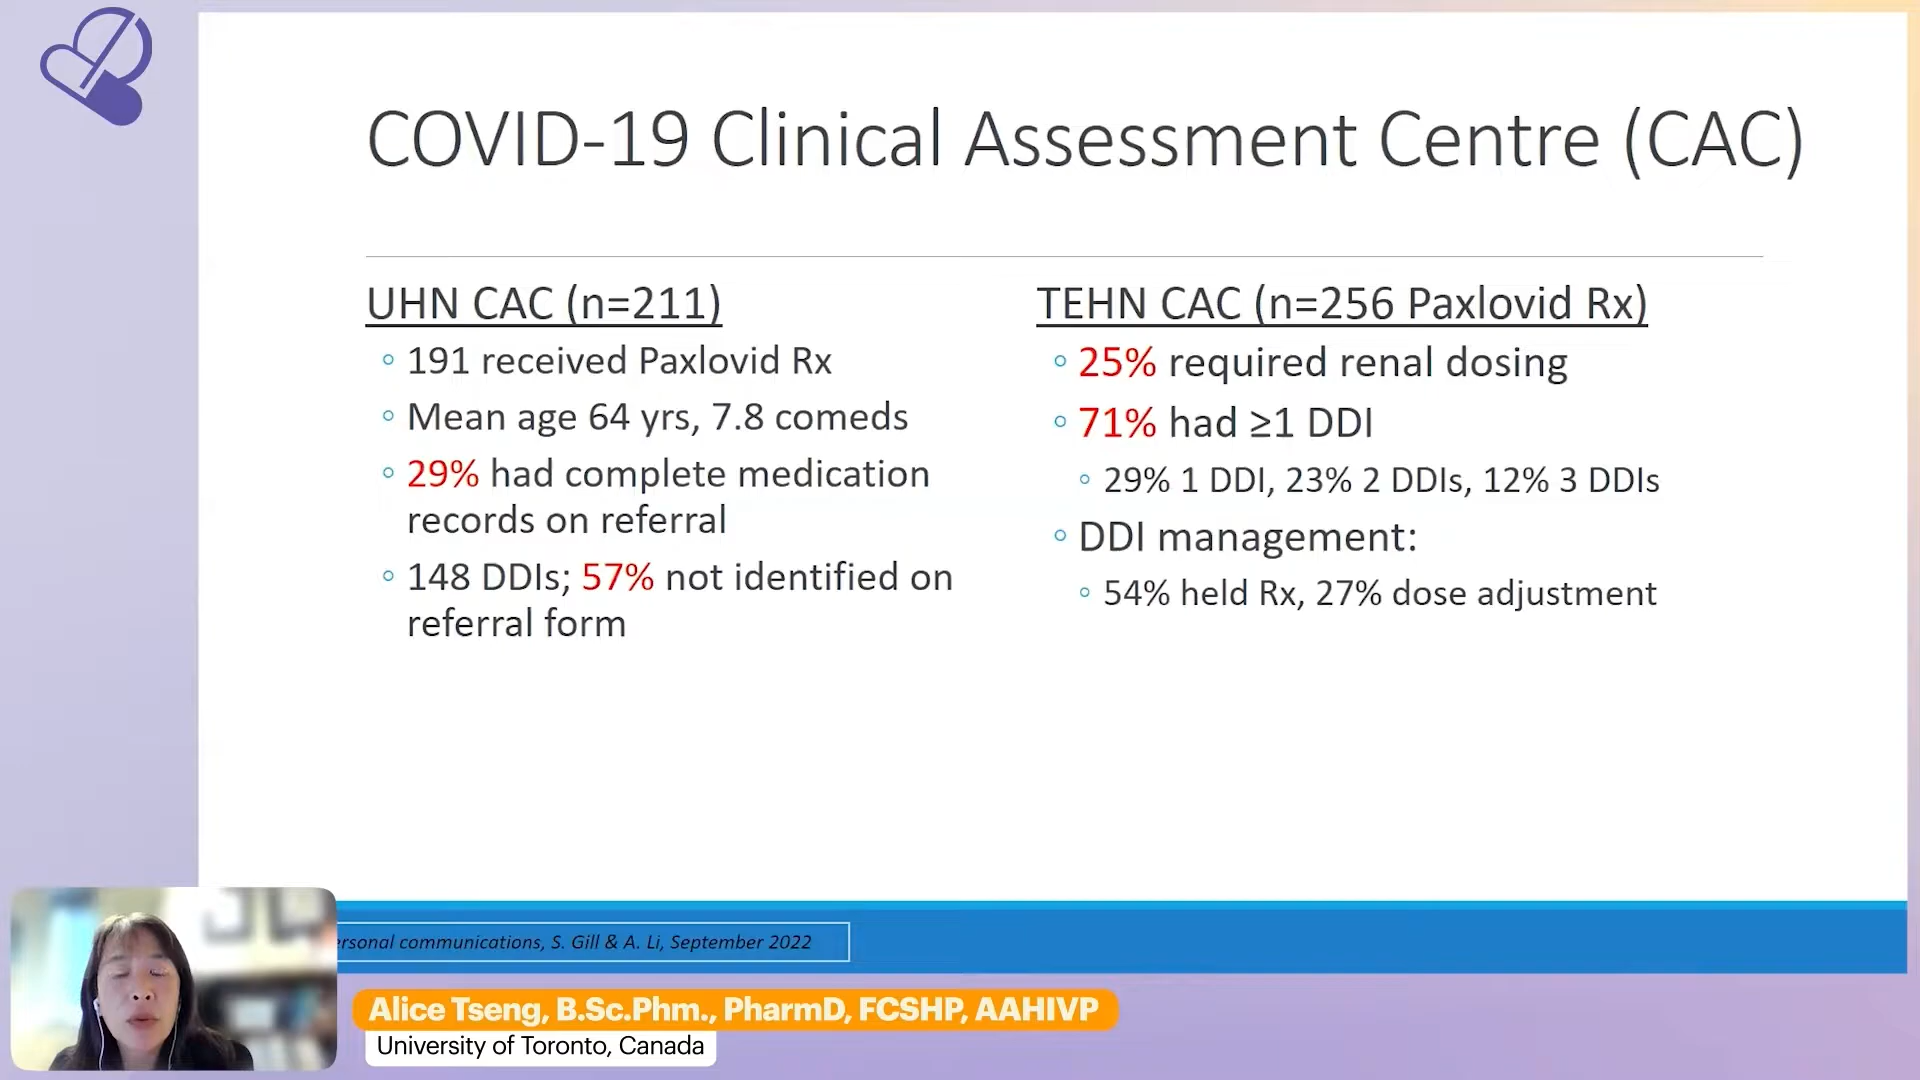 COVID-19 Clinical Assessment Centre (CAC)
UHN CAC (n=211)
191 received Paxlovid Rx
Mean age 64 yrs, 7.8 comeds
29% had complete medication
records on referral
148 DDIs; 57% not identified on
referral form
TEHN CAC (n=256 Paxlovid Rx)
25% required renal dosing
71% had ≥1 DDI
29% 1 DDI, 23% 2 DDIs, 12% 3 DDIs
DDI management:
54% held Rx, 27% dose adjustment
ersonal communications, S. Gill & A. Li, September 2022
Alice Tseng, B.Sc.Phm., PharmD, FCSHP, AAHIVP
University of Toronto, Canada